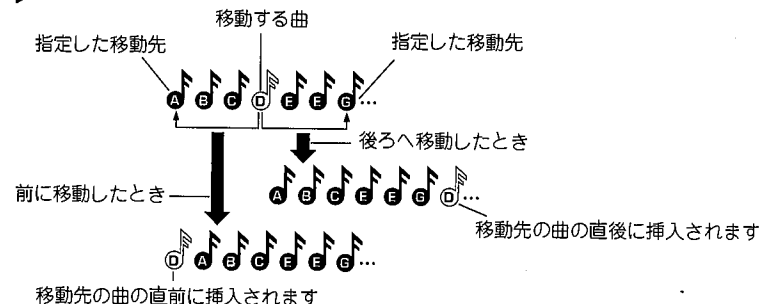 移動する曲
指定した移動先
指定した移動先
A B C D E E G…
後ろへ移動したとき
A B C E E G D…
前に移動したとき
移動先の曲の直後に挿入されます
D A B C E E G…
移動先の曲の直前に挿入されます